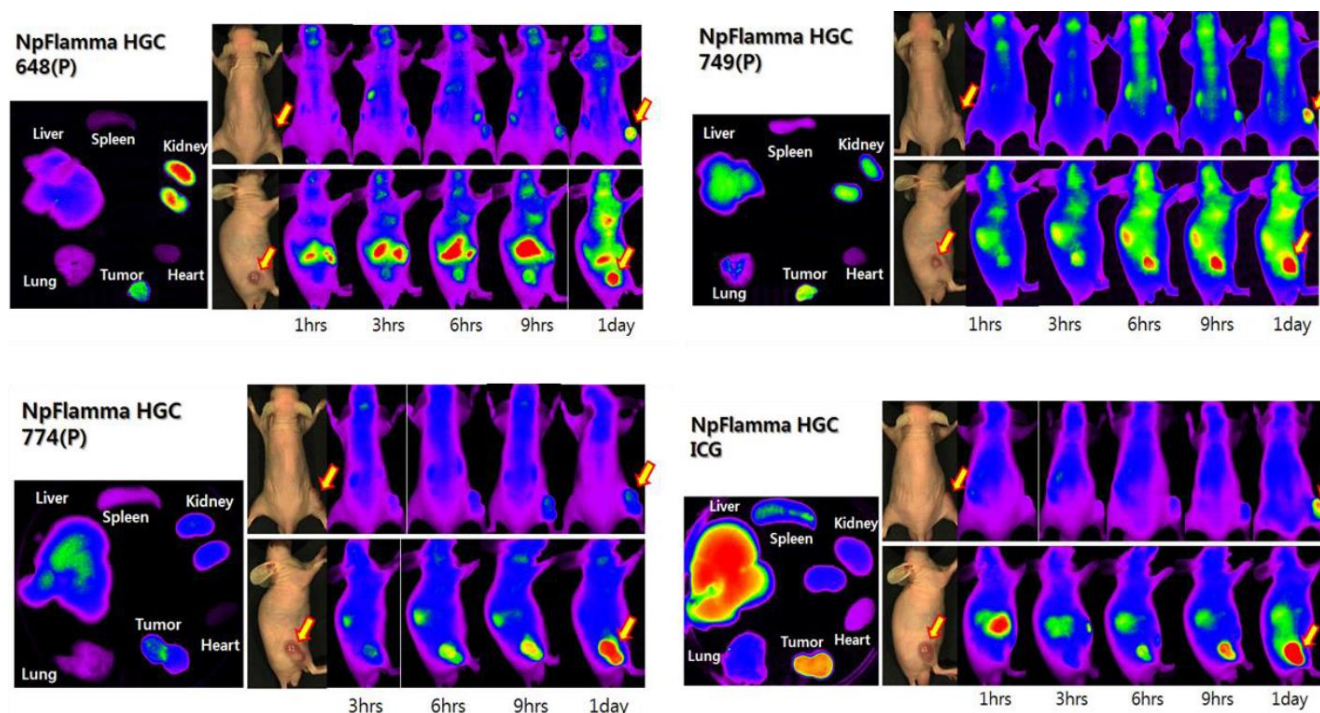 NpFlamma HGC
648(P)
Liver
Spleen
Kidney
Lung
Tumor
Heart
1hrs 3hrs 6hrs 9hrs 1day
NpFlamma HGC
749(P)
Liver
Spleen
Kidney
Lung
Tumor
Heart
1hrs 3hrs 6hrs 9hrs 1day
NpFlamma HGC
774(P)
Liver
Spleen
Kidney
Tumor
Heart
Lung
3hrs 6hrs 9hrs 1day
NpFlamma HGC
ICG
Liver
Spleen
Kidney
Heart
Lung
Tumor
1hrs 3hrs 6hrs 9hrs 1day